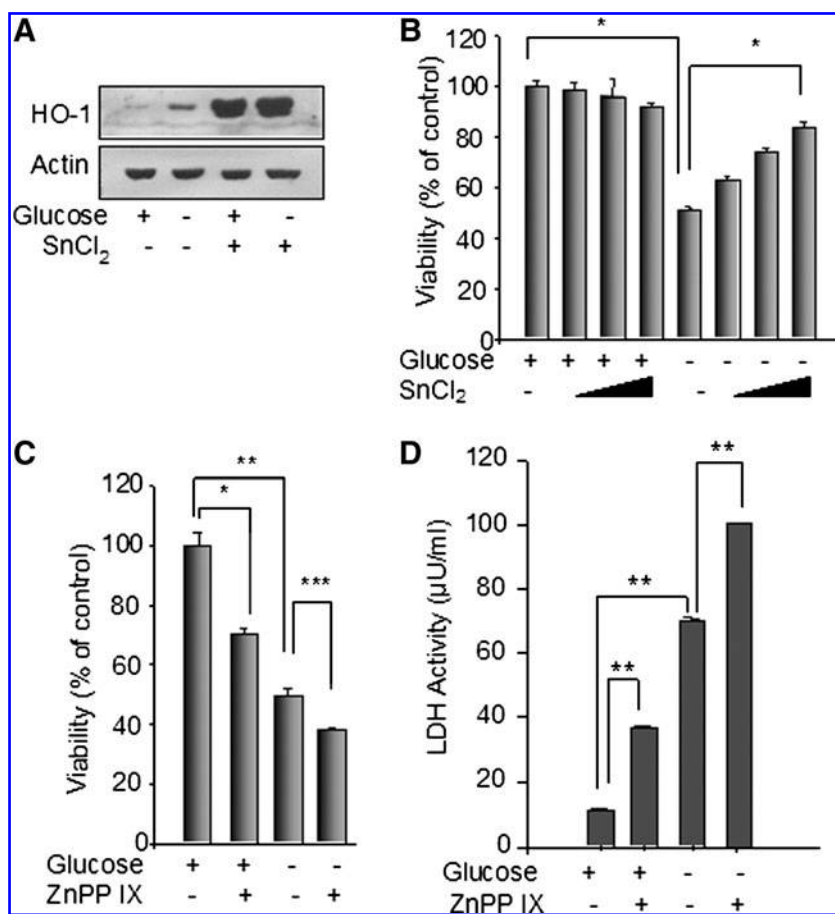 A
HO-1
Actin
Glucose + - + -
SnCl2 - - + +
B
Viability (% of control)
120
100
80
60
40
20
0
* *
Glucose + + + + - - - -
SnCl2 - -
C
Viability (% of control)
120
100
80
60
40
20
0
**
*
***
Glucose + + - -
ZnPP IX - + - +
D
LDH Activity (µU/ml)
120
100
80
60
40
20
0
**
**
**
Glucose + + - -
ZnPP IX - + - +